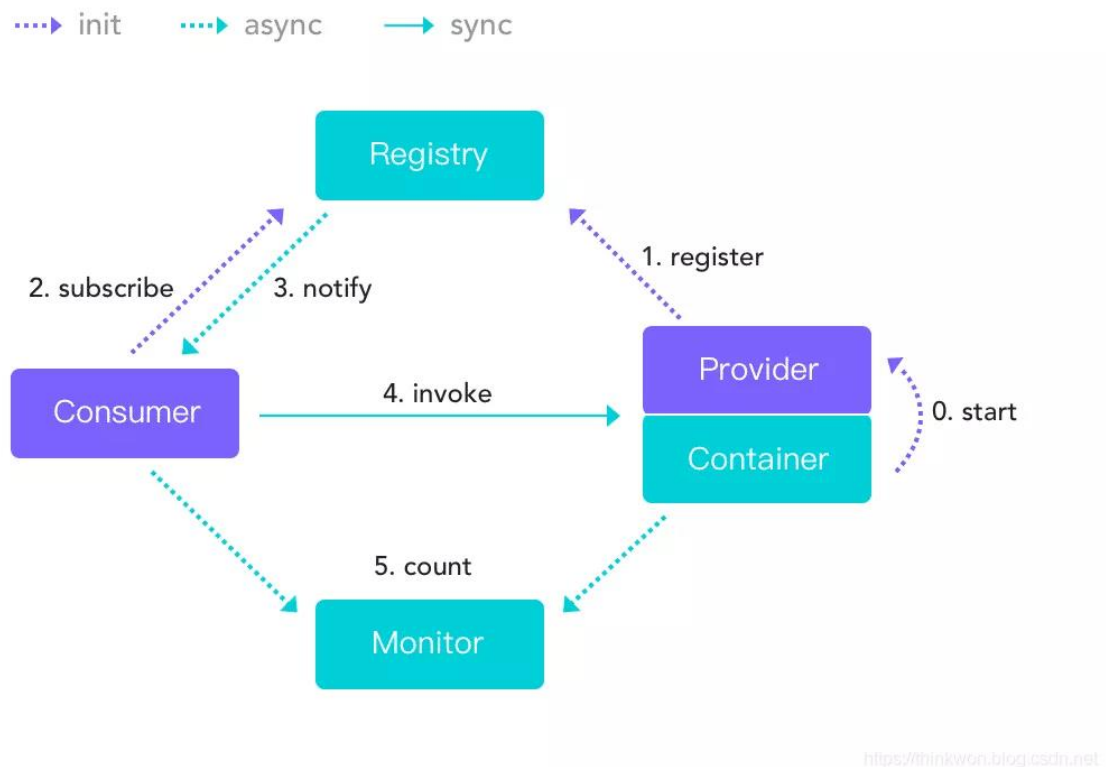 init async sync
Registry
1. register
2. subscribe
3. notify
Provider
4. invoke
Consumer
0. start
Container
5. count
Monitor
https://thinkwon.blog.csdn.net